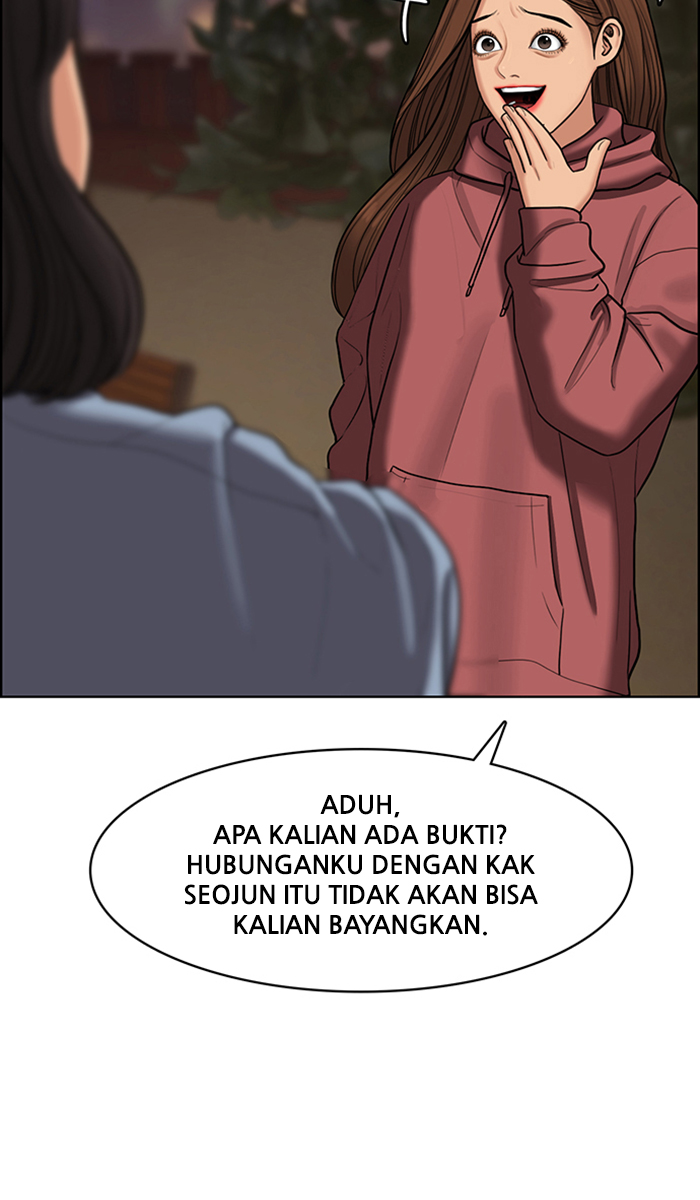 ADUH,
APA KALIAN ADA BUKTI?
HUBUNGANKU DENGAN KAK
SEOJUN ITU TIDAK AKAN BISA
KALIAN BAYANGKAN.